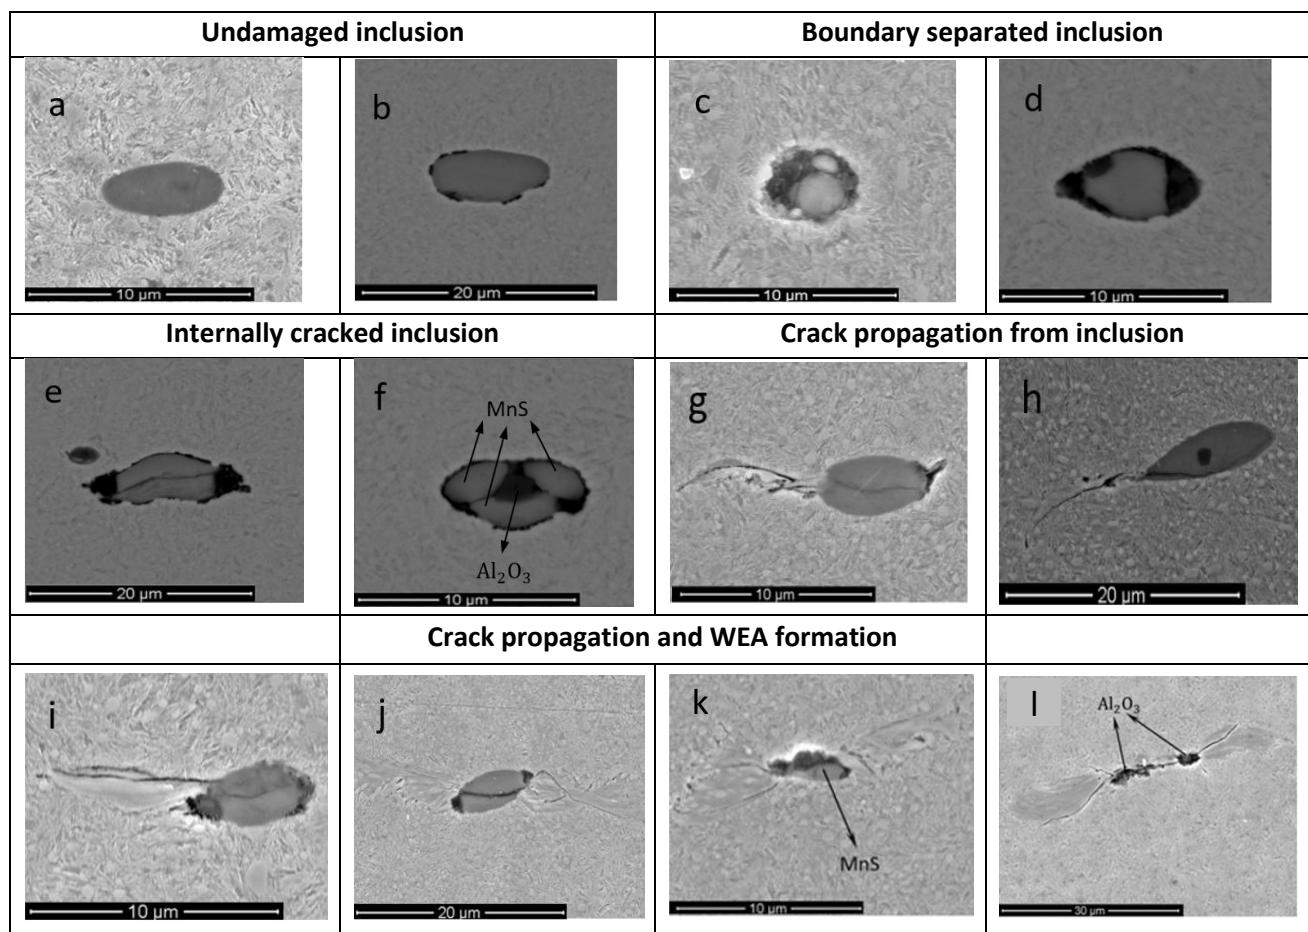 Undamaged inclusion
Boundary separated inclusion
a
b
c
d
10 µm
20 µm
10 µm
10 µm
Internally cracked inclusion
Crack propagation from inclusion
e
f
g
h
MnS
Al₂O₃
20 µm
10 µm
10 µm
20 µm
Crack propagation and WEA formation
i
j
k
l
Al₂O₃
MnS
10 µm
20 µm
10 µm
30 µm